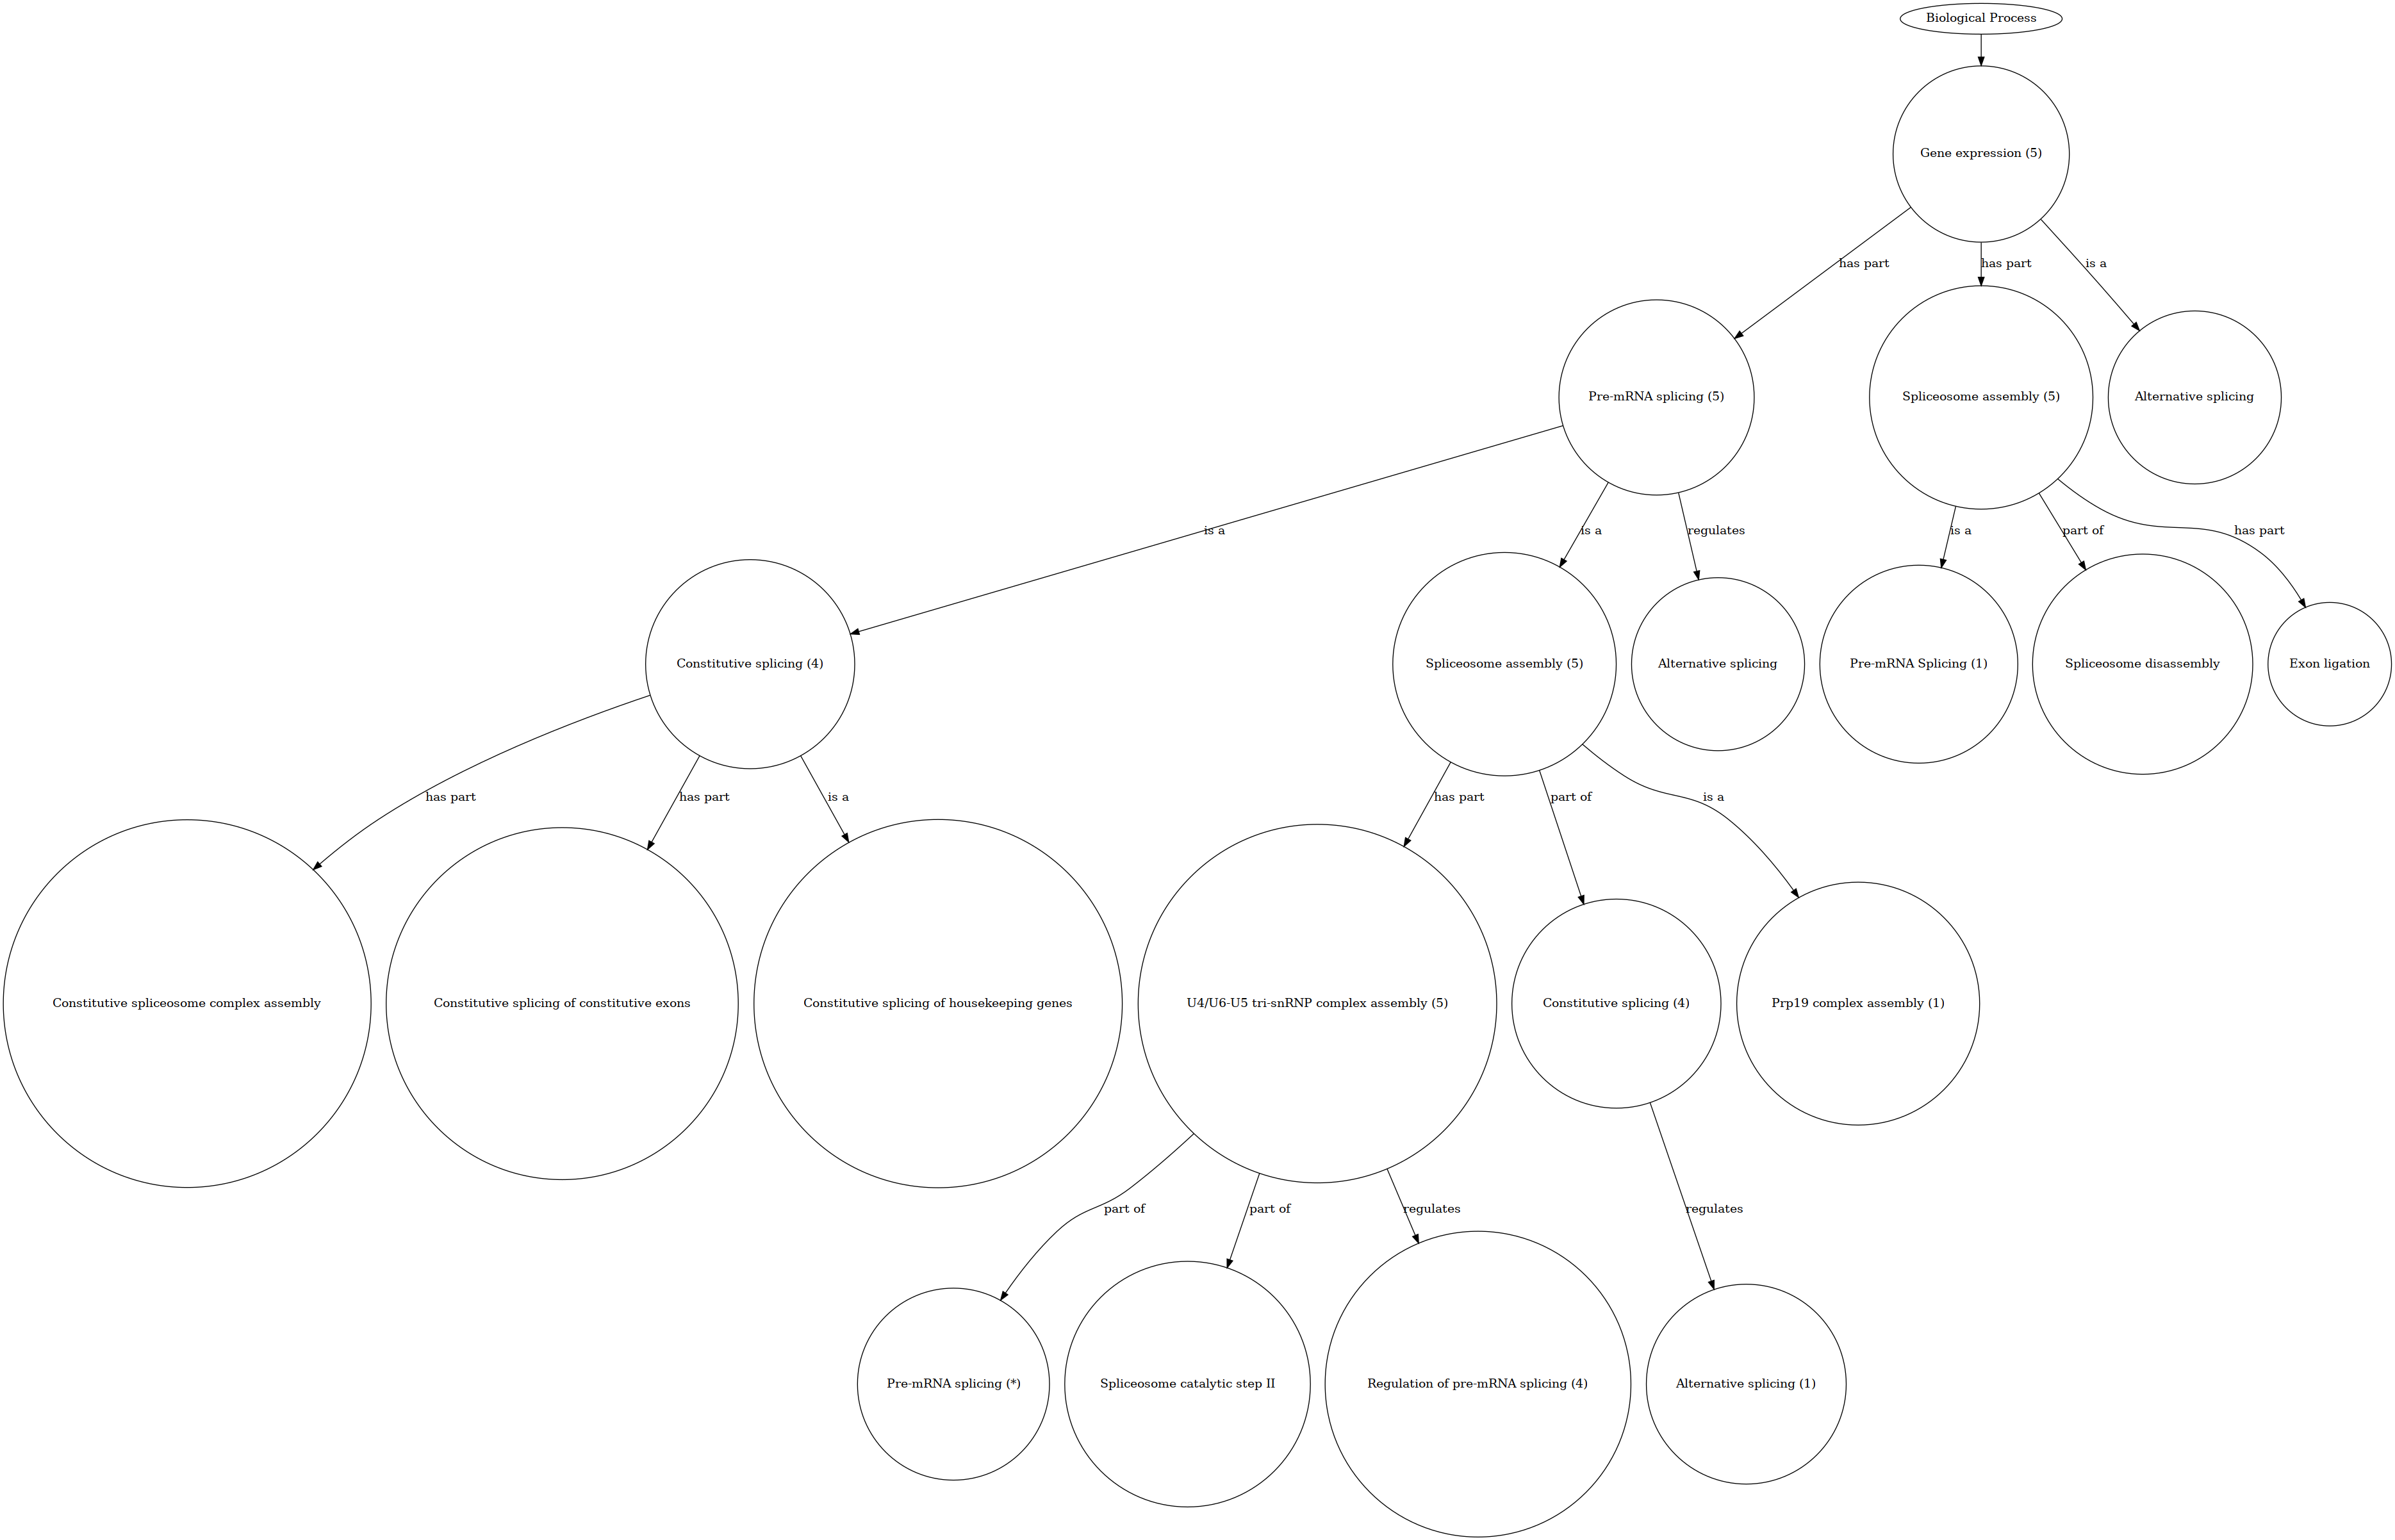 Biological Process
Gene expression (5)
has part
has part
is a
Pre-mRNA splicing (5)
Spliceosome assembly (5)
Alternative splicing
is a
is a
regulates
is a
part of
has part
Constitutive splicing (4)
Spliceosome assembly (5)
Alternative splicing
Pre-mRNA Splicing (1)
Spliceosome disassembly
Exon ligation
has part
has part
is a
has part
part of
is a
Constitutive spliceosome complex assembly
Constitutive splicing of constitutive exons
Constitutive splicing of housekeeping genes
U4/U6-U5 tri-snRNP complex assembly (5)
Constitutive splicing (4)
Prp19 complex assembly (1)
part of
part of
regulates
regulates
Pre-mRNA splicing (*)
Spliceosome catalytic step II
Regulation of pre-mRNA splicing (4)
Alternative splicing (1)